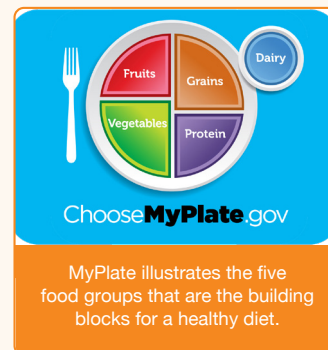 Fruits
Grains
Dairy
Vegetables
Protein
ChooseMyPlate.gov
MyPlate illustrates the five
food groups that are the building
blocks for a healthy diet.